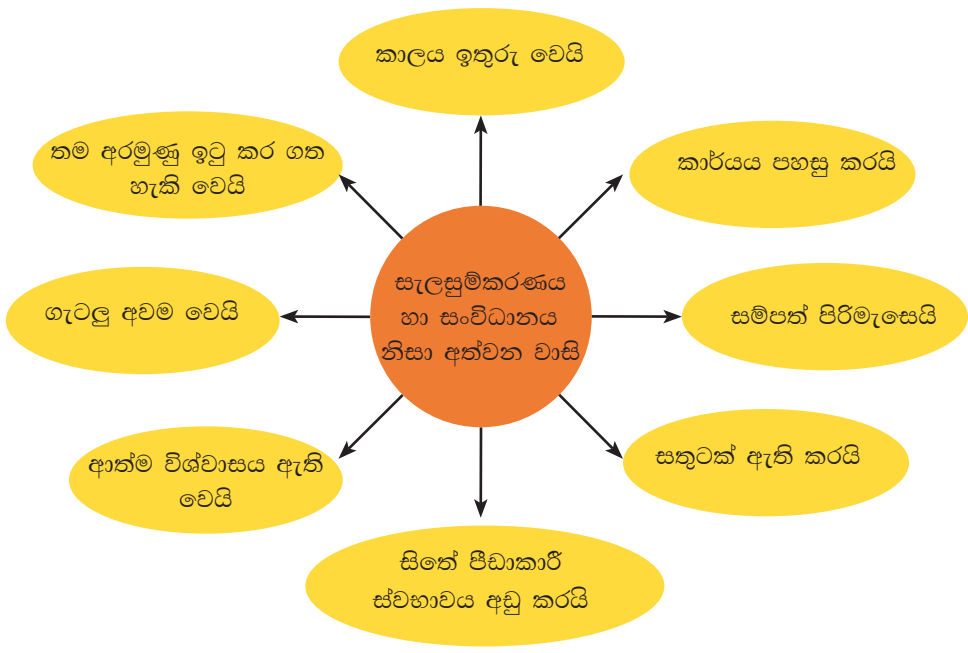 කාලය ඉතුරු වෙයි
තම අරමුණු ඉටු කර ගත
හැකි වෙයි
කාර්යය පහසු කරයි
සැලසුම්කරණය
හා සංවිධානය
නිසා අත්වන වාසි
ගැටලු අවම වෙයි
සම්පත් පිරිමැසෙයි
ආත්ම විශ්වාසය ඇති
වෙයි
සතුටක් ඇති කරයි
සිතේ පීඩාකාරී
ස්වභාවය අඩු කරයි